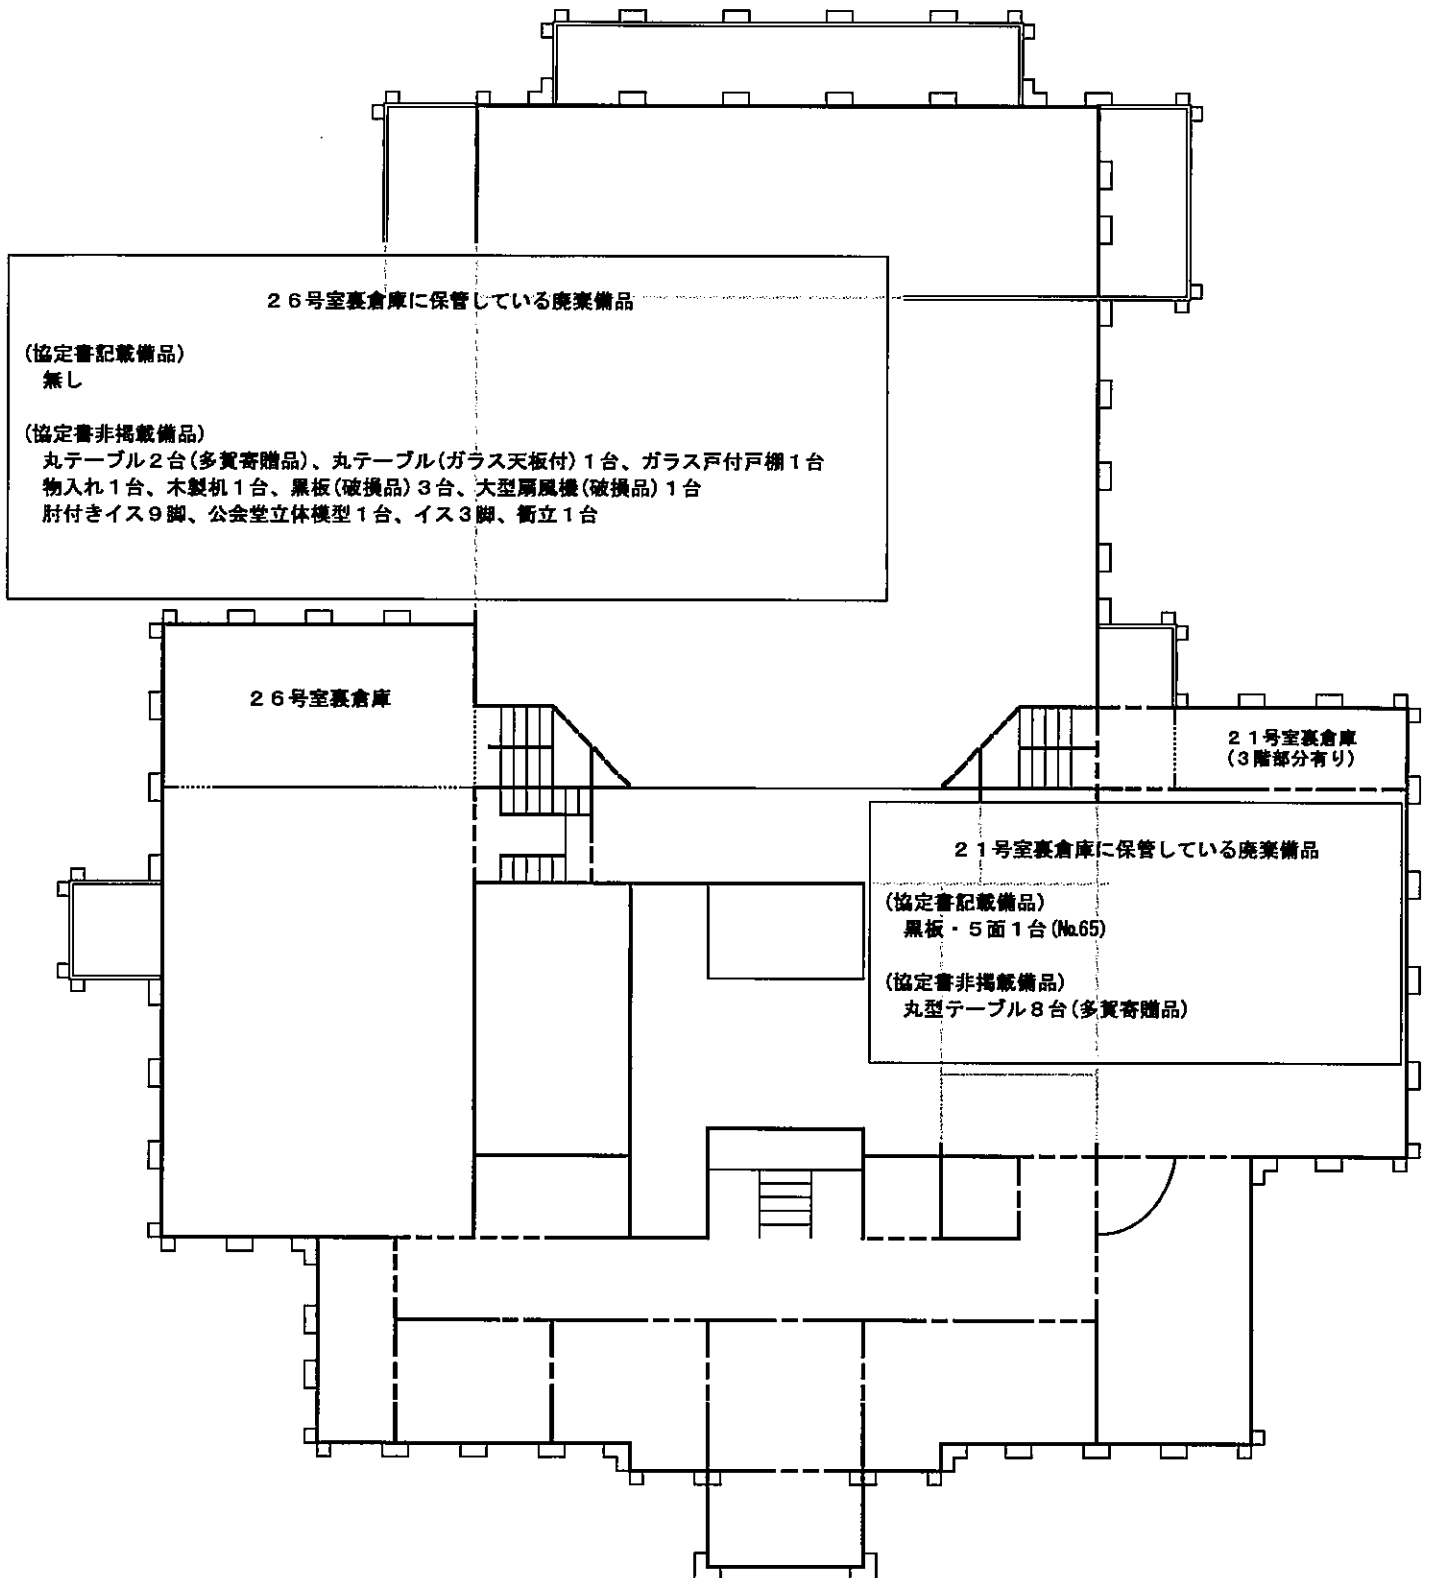 ２６号室裏倉庫に保管している廃棄備品
(協定書記載備品)
無し
(協定書非掲載備品)
丸テーブル２台(多賀寄贈品)、丸テーブル(ガラス天板付)１台、ガラス戸付戸棚１台
物入れ１台、木製机１台、黒板(破損品)３台、大型扇風機(破損品)１台
肘付きイス９脚、公会堂立体模型１台、イス３脚、衝立１台
２６号室裏倉庫
２１号室裏倉庫
(３階部分有り)
２１号室裏倉庫に保管している廃棄備品
(協定書記載備品)
黒板・５面１台(№65)
(協定書非掲載備品)
丸型テーブル８台(多賀寄贈品)